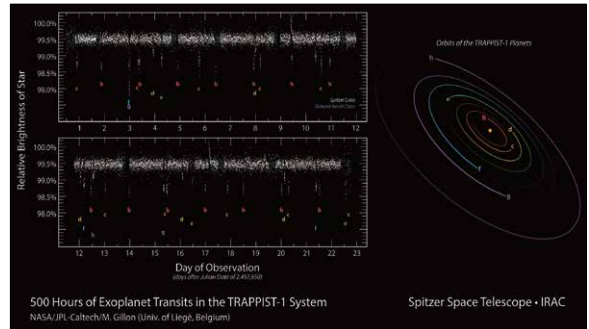 100.0%
99.5%
99.0%
98.5%
98.0%
b b b b b b b
c c c c c
d d
e e
f
g
Spitzer Data
Ground-based Data
1 2 3 4 5 6 7 8 9 10 11 12
Relative Brightness of Star
100.0%
99.5%
99.0%
98.5%
98.0%
b b b b b b b
c c c c c
d d d
e e
f f
h g
12 13 14 15 16 17 18 19 20 21 22 23
Day of Observation
(days after Julian Date of 2,457,650)
Orbits of the TRAPPIST-1 Planets
h
e
b
d
c
f
g
500 Hours of Exoplanet Transits in the TRAPPIST-1 System
NASA/JPL-Caltech/M. Gillon (Univ. of Liegè, Belgium)
Spitzer Space Telescope • IRAC